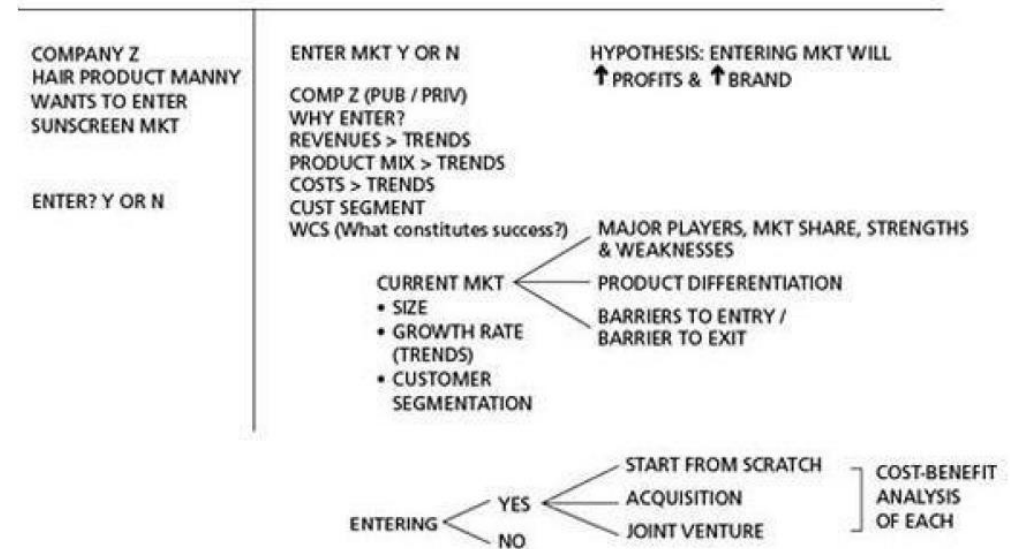 COMPANY Z
HAIR PRODUCT MANNY
WANTS TO ENTER
SUNSCREEN MKT
ENTER? Y OR N
ENTER MKT Y OR N
COMP Z (PUB / PRIV)
WHY ENTER?
REVENUES > TRENDS
PRODUCT MIX > TRENDS
COSTS > TRENDS
CUST SEGMENT
WCS (What constitutes success?)
HYPOTHESIS: ENTERING MKT WILL
↑ PROFITS & ↑ BRAND
CURRENT MKT
• SIZE
• GROWTH RATE
(TRENDS)
• CUSTOMER
SEGMENTATION
MAJOR PLAYERS, MKT SHARE, STRENGTHS
& WEAKNESSES
PRODUCT DIFFERENTIATION
BARRIERS TO ENTRY /
BARRIER TO EXIT
ENTERING
YES
NO
START FROM SCRATCH
ACQUISITION
JOINT VENTURE
COST-BENEFIT
ANALYSIS
OF EACH